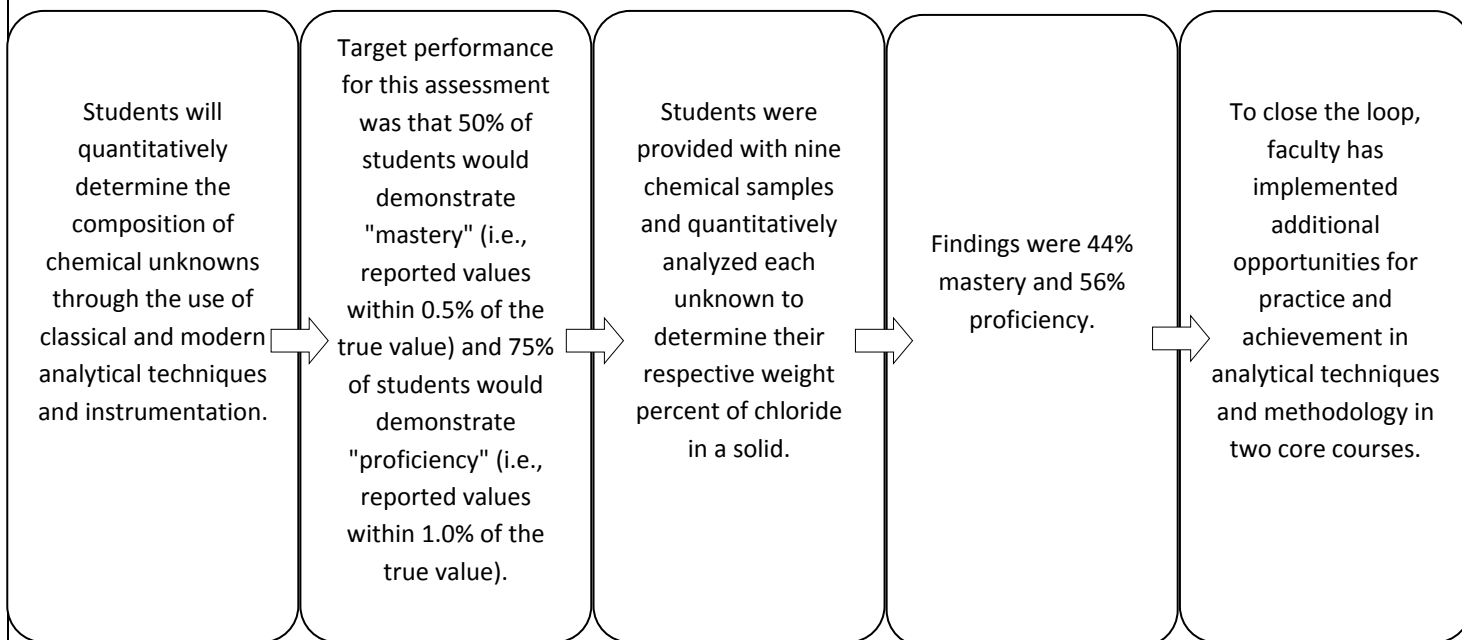 Students will
quantitatively
determine the
composition of
chemical unknowns
through the use of
classical and modern
analytical techniques
and instrumentation.
Target performance
for this assessment
was that 50% of
students would
demonstrate
"mastery" (i.e.,
reported values
within 0.5% of the
true value) and 75%
of students would
demonstrate
"proficiency" (i.e.,
reported values
within 1.0% of the
true value).
Students were
provided with nine
chemical samples
and quantitatively
analyzed each
unknown to
determine their
respective weight
percent of chloride
in a solid.
Findings were 44%
mastery and 56%
proficiency.
To close the loop,
faculty has
implemented
additional
opportunities for
practice and
achievement in
analytical techniques
and methodology in
two core courses.